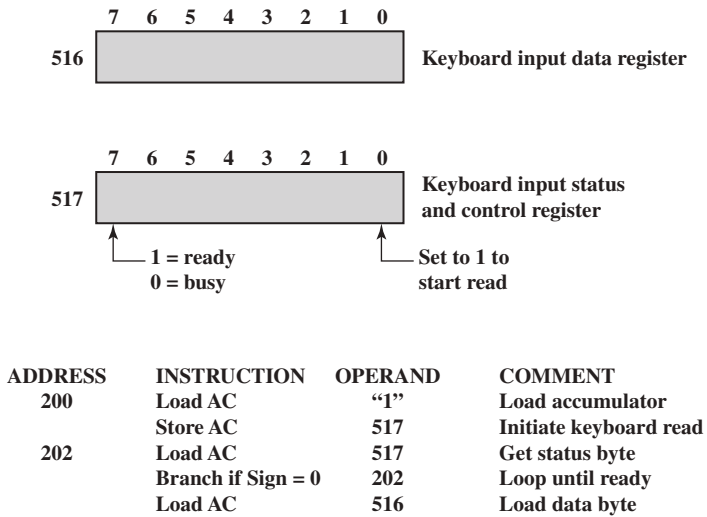 7 6 5 4 3 2 1 0
516 Keyboard input data register
7 6 5 4 3 2 1 0
517 Keyboard input status
and control register
1 = ready
0 = busy
Set to 1 to
start read
ADDRESS INSTRUCTION OPERAND COMMENT
200 Load AC “1” Load accumulator
Store AC 517 Initiate keyboard read
202 Load AC 517 Get status byte
Branch if Sign = 0 202 Loop until ready
Load AC 516 Load data byte